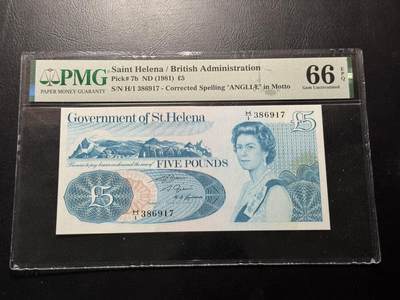 PMG
PAPER MONEY GUARANTY
Saint Helena / British Administration
Pick# 7b ND (1981) £5
S/N H/1 386917 - Corrected Spelling "ANGLIÆ" in Motto
66 EPQ
Gem Uncirculated
Government of St.Helena
£5
H/1 386917
FIVE POUNDS
£5
H/1 386917